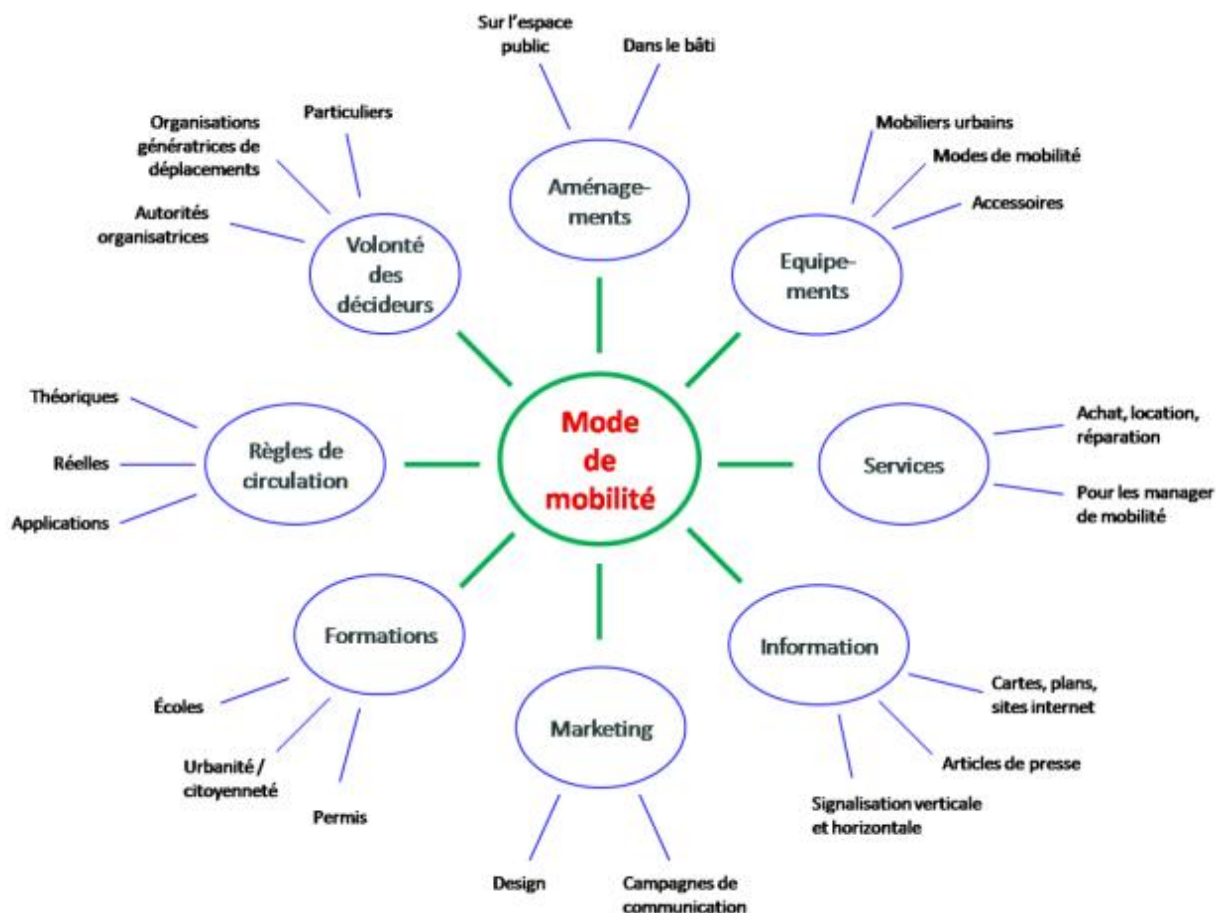 Sur l'espace
public
Dans le bâti
Particuliers
Organisations
génératrices de
déplacements
Autorités
organisatrices
Mobiliers urbains
Modes de mobilité
Accessoires
Aménage-
ments
Volonté
des
décideurs
Equipe-
ments
Théoriques
Réelles
Applications
Règles de
circulation
Mode
de
mobilité
Services
Achat, location,
réparation
Pour les manager
de mobilité
Formations
Écoles
Urbanité /
citoyenneté
Permis
Marketing
Design
Campagnes de
communication
Information
Cartes, plans,
sites internet
Articles de presse
Signalisation verticale
et horizontale